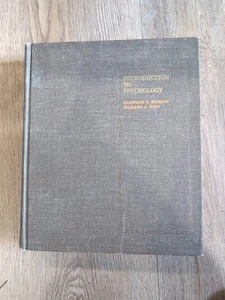 INTRODUCTION
TO
PSYCHOLOGY
CLIFFORD T. MORGAN
RICHARD A. KING